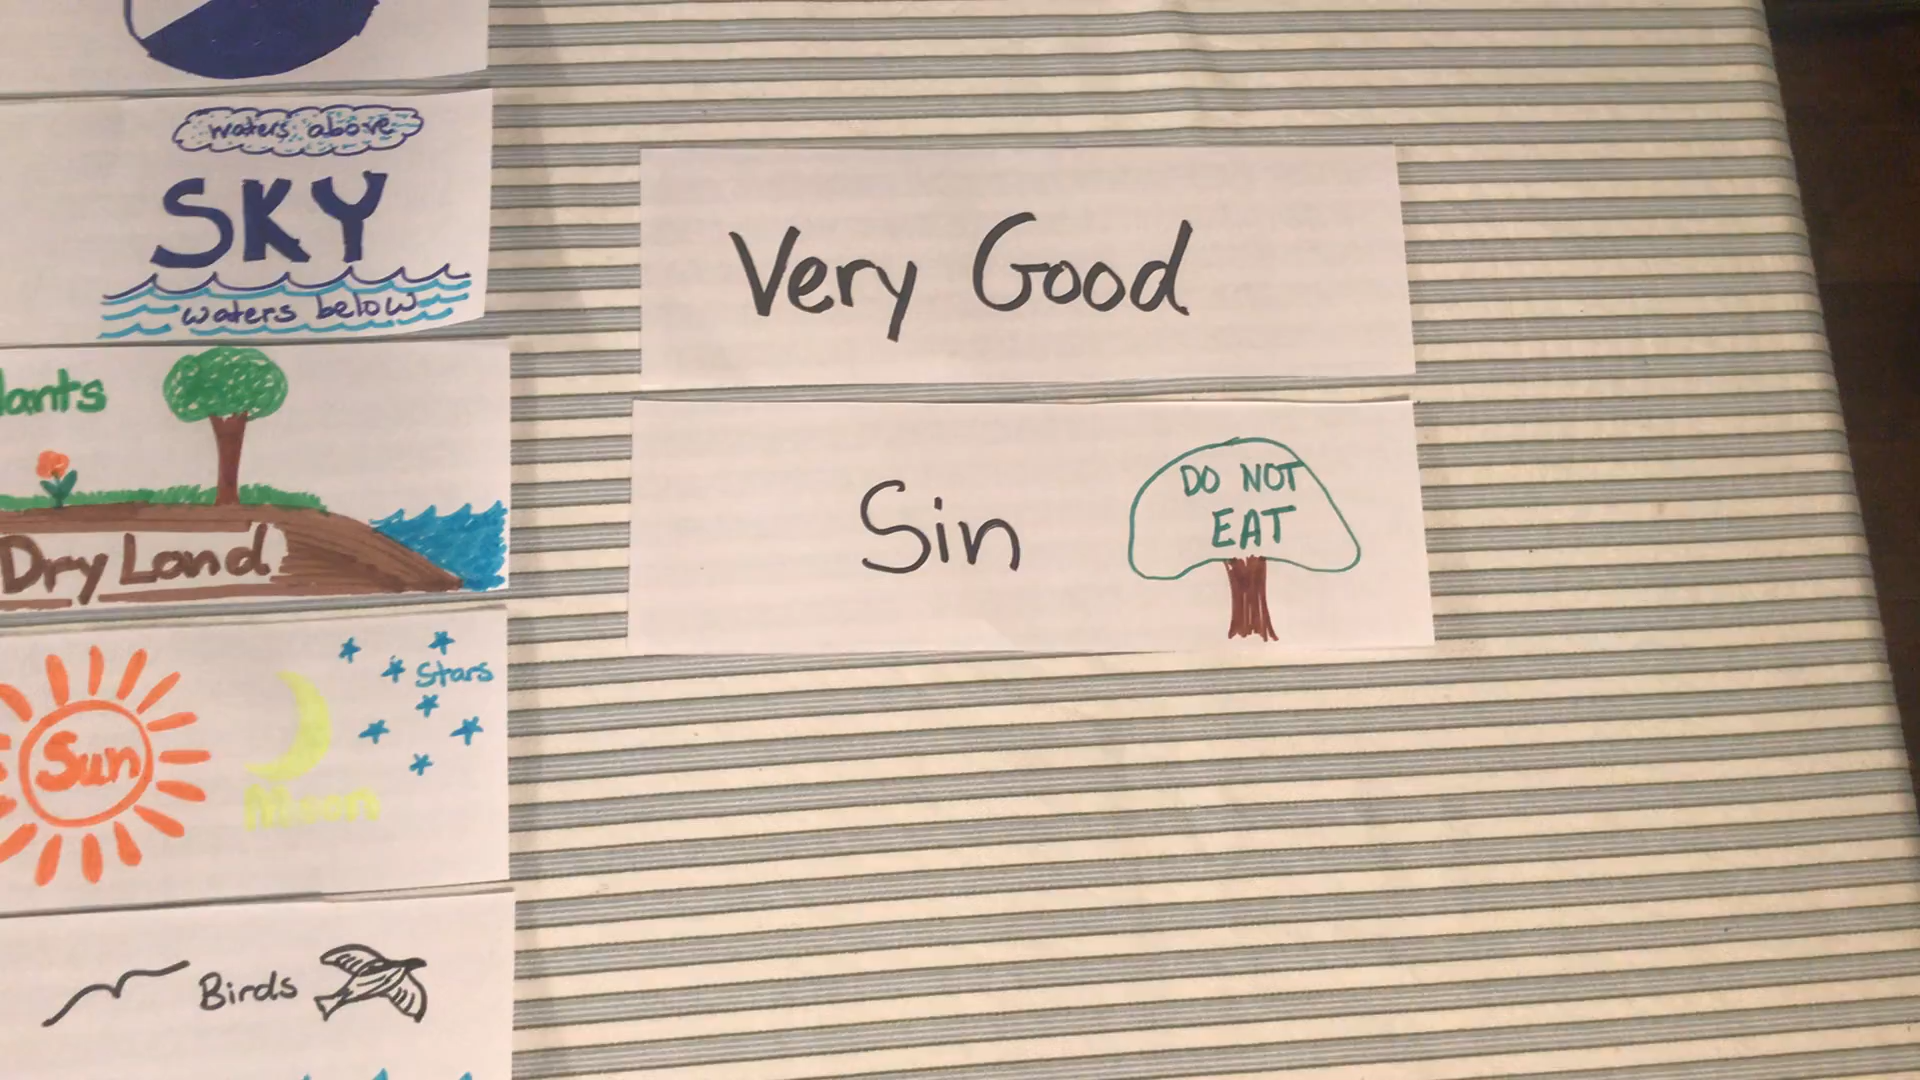 waters above
SKY
waters below
lants
Dry Land
Sun
Moon
Stars
Birds
Very Good
Sin
DO NOT
EAT